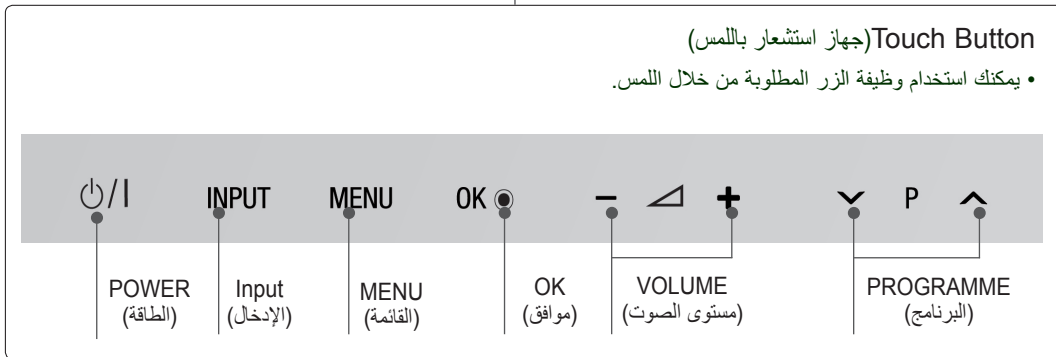 Touch Button(جهاز استشعار باللمس)
• يمكنك استخدام وظيفة الزر المطلوبة من خلال اللمس.
⏻/I INPUT MENU OK ◉ − ◿ + ⌄ P ⌃
POWER Input MENU OK VOLUME PROGRAMME
(الطاقة) (الإدخال) (القائمة) (موافق) (مستوى الصوت) (البرنامج)